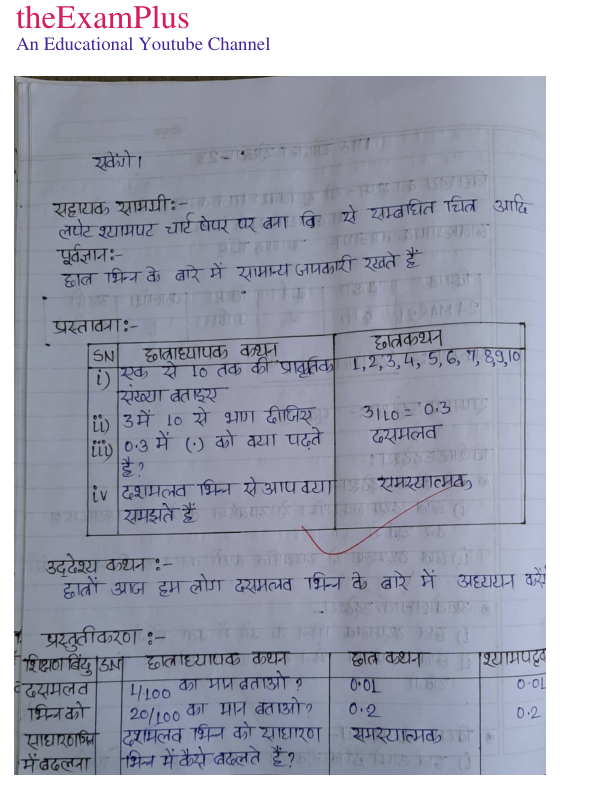 theExamPlus
An Educational Youtube Channel
सकेंगे।
सहायक सामग्री:-
लपेट श्यामपट चार्ट पेपर पर बना से सम्बाधित चित्र आदि
पूर्वज्ञान:-
छात्र भिन्न के बारे में सामान्य जानकारी रखते हैं
प्रस्तावना:-
SN छात्राध्यापक कथन छात्रकथन
i) एक से 10 तक की प्राकृतिक 1,2,3,4,5,6,7,8,9,10
संख्या बताइए
ii) 3 में 10 से भाग दीजिए 3/10 = 0.3
iii) 0.3 में (.) को क्या पढ़ते दसमलव
है?
iv दशमलव भिन्न से आप क्या समस्यात्मक
समझते हैं
उद्देश्य कथन:-
छात्रों आज हम लोग दसमलव भिन्न के बारे में अध्ययन करेंगे
प्रस्तुतीकरण:-
शिक्षण बिंदु SN छात्राध्यापक कथन छात्र कथन श्यामपट्ट
दसमलव 1/100 का मान बताओ? 0.01 0.01
भिन्न को 20/100 का मान बताओ? 0.2 0.2
साधारण भिन्न दशमलव भिन्न को साधारण समस्यात्मक
में बदलना भिन्न में कैसे बदलते हैं?